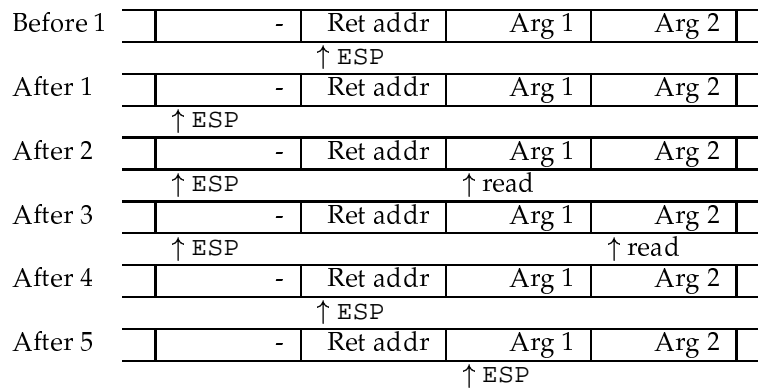 Before 1 - Ret addr Arg 1 Arg 2
↑ ESP
After 1 - Ret addr Arg 1 Arg 2
↑ ESP
After 2 - Ret addr Arg 1 Arg 2
↑ ESP ↑ read
After 3 - Ret addr Arg 1 Arg 2
↑ ESP ↑ read
After 4 - Ret addr Arg 1 Arg 2
↑ ESP
After 5 - Ret addr Arg 1 Arg 2
↑ ESP